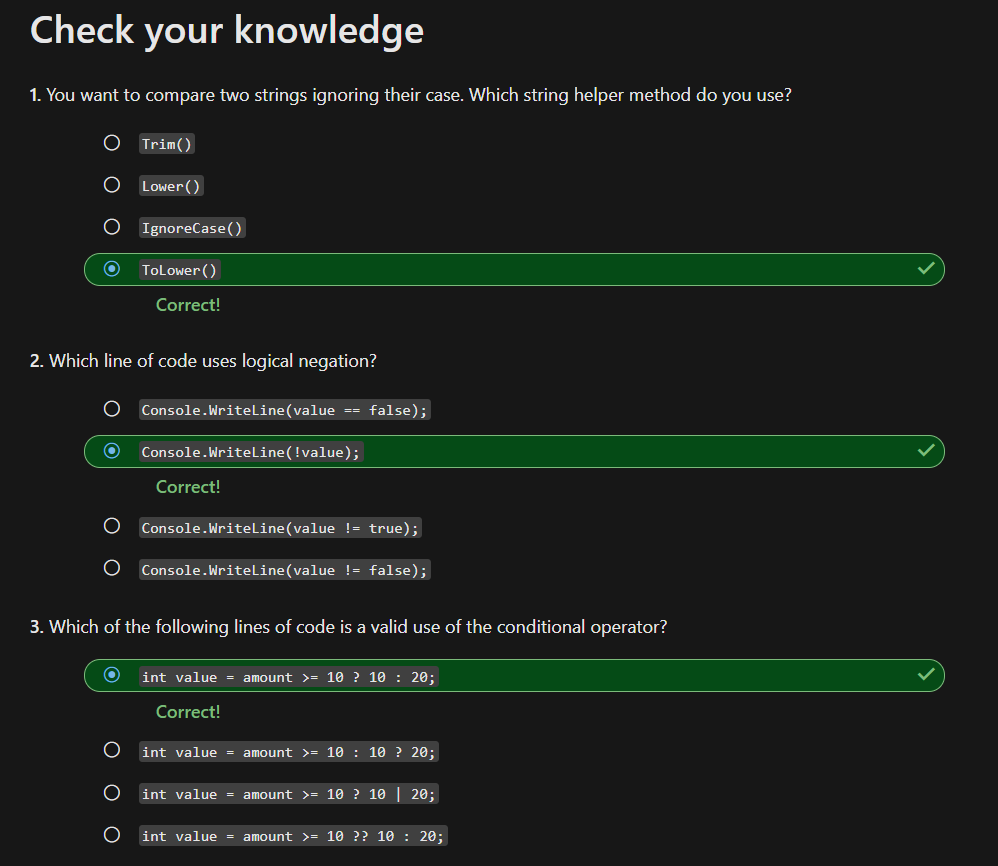 Check your knowledge
1. You want to compare two strings ignoring their case. Which string helper method do you use?
Trim()
Lower()
IgnoreCase()
ToLower()
Correct!
2. Which line of code uses logical negation?
Console.WriteLine(value == false);
Console.WriteLine(!value);
Correct!
Console.WriteLine(value != true);
Console.WriteLine(value != false);
3. Which of the following lines of code is a valid use of the conditional operator?
int value = amount >= 10 ? 10 : 20;
Correct!
int value = amount >= 10 : 10 ? 20;
int value = amount >= 10 ? 10 | 20;
int value = amount >= 10 ?? 10 : 20;